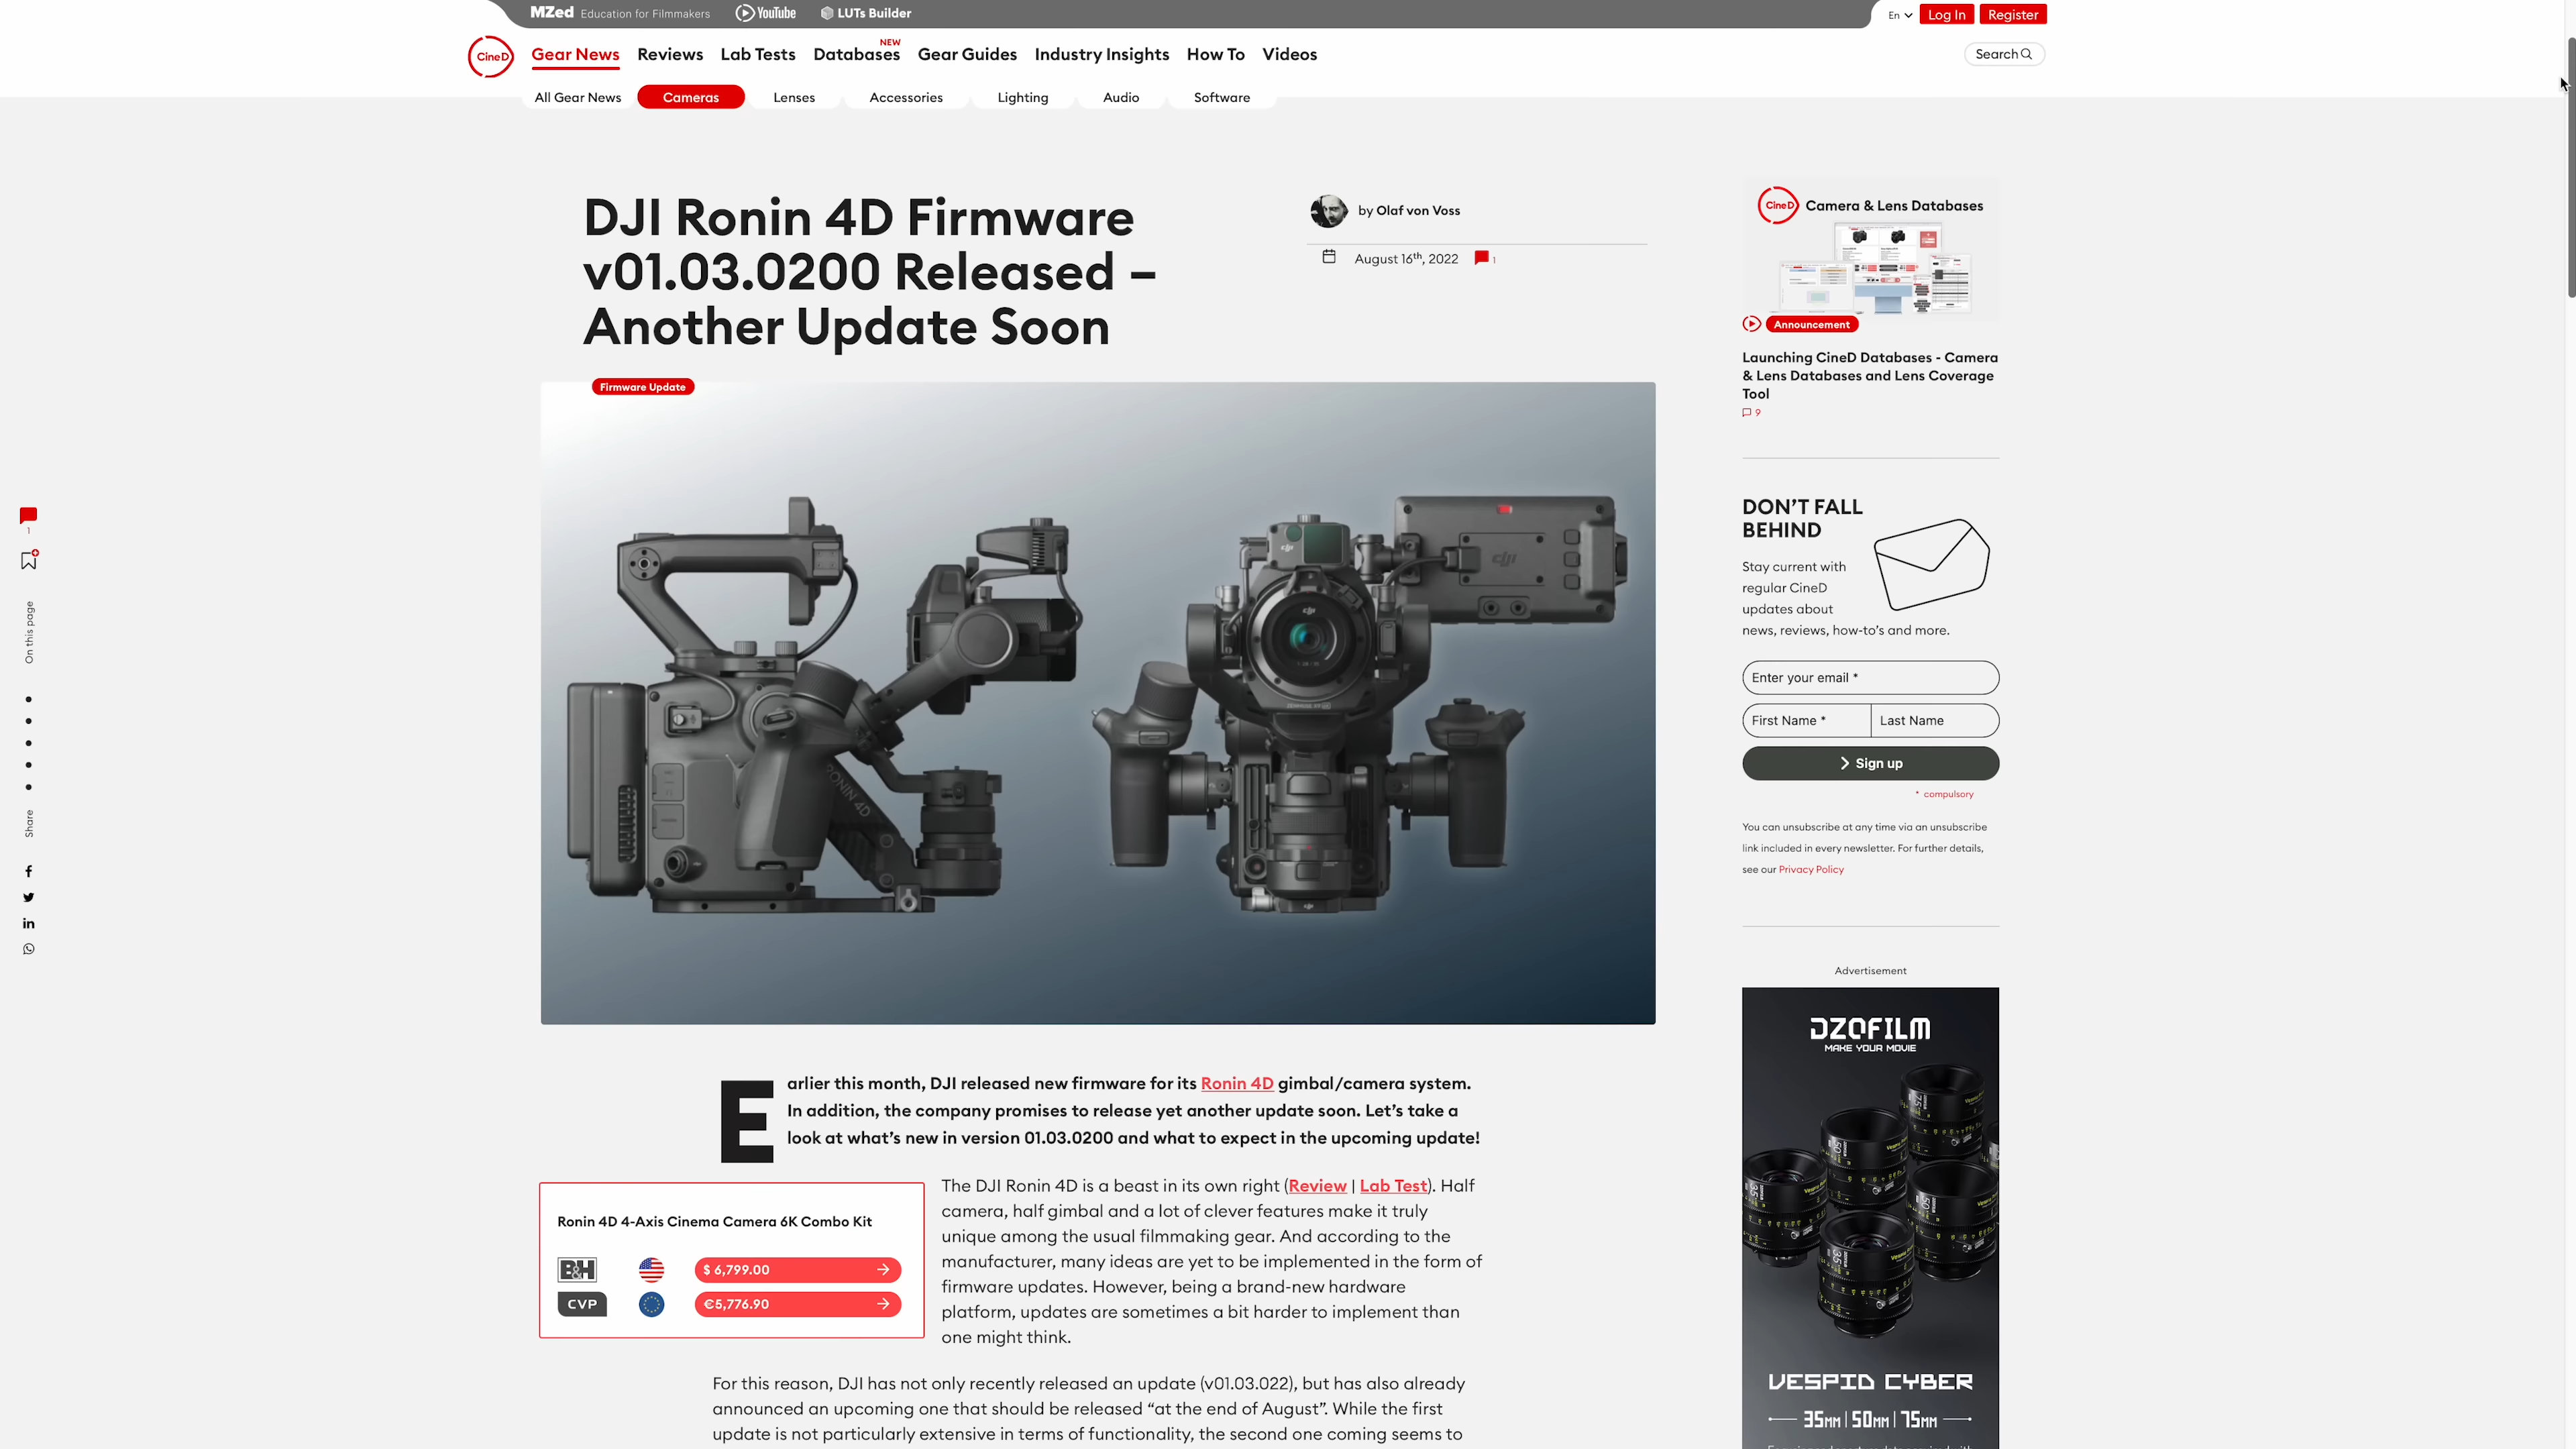 MZed Education for Filmmakers
YouTube
LUTs Builder
En
Log In
Register
CineD
Gear News
Reviews
Lab Tests
Databases
NEW
Gear Guides
Industry Insights
How To
Videos
Search
All Gear News
Cameras
Lenses
Accessories
Lighting
Audio
Software
DJI Ronin 4D Firmware
v01.03.0200 Released –
Another Update Soon
by Olaf von Voss
August 16th, 2022
1
Firmware Update
dji
dji
dji
RONIN 4D
1
On this page
Share
Earlier this month, DJI released new firmware for its Ronin 4D gimbal/camera system.
In addition, the company promises to release yet another update soon. Let’s take a
look at what’s new in version 01.03.0200 and what to expect in the upcoming update!
Ronin 4D 4-Axis Cinema Camera 6K Combo Kit
B&H
$ 6,799.00
CVP
€5,776.90
The DJI Ronin 4D is a beast in its own right (Review | Lab Test). Half
camera, half gimbal and a lot of clever features make it truly
unique among the usual filmmaking gear. And according to the
manufacturer, many ideas are yet to be implemented in the form of
firmware updates. However, being a brand-new hardware
platform, updates are sometimes a bit harder to implement than
one might think.
For this reason, DJI has not only recently released an update (v01.03.022), but has also already
announced an upcoming one that should be released “at the end of August”. While the first
update is not particularly extensive in terms of functionality, the second one coming seems to
CineD Camera & Lens Databases
Announcement
Launching CineD Databases - Camera
& Lens Databases and Lens Coverage
Tool
9
DON’T FALL
BEHIND
Stay current with
regular CineD
updates about
news, reviews, how-to’s and more.
Enter your email *
First Name *
Last Name
Sign up
* compulsory
You can unsubscribe at any time via an unsubscribe
link included in every newsletter. For further details,
see our Privacy Policy
Advertisement
DZOFILM
MAKE YOUR MOVIE
VESPID CYBER
35MM | 50MM | 75MM